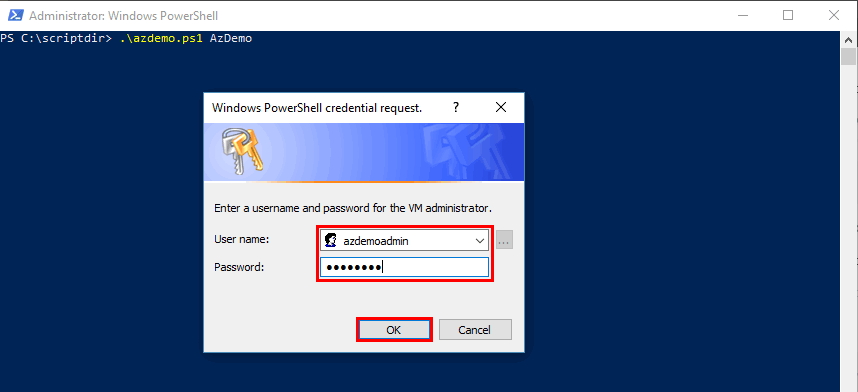 Administrator: Windows PowerShell
PS C:\scriptdir> .\azdemo.ps1 AzDemo
Windows PowerShell credential request.
?
Enter a username and password for the VM administrator.
User name:
azdemoadmin
...
Password:
●●●●●●●●
OK
Cancel